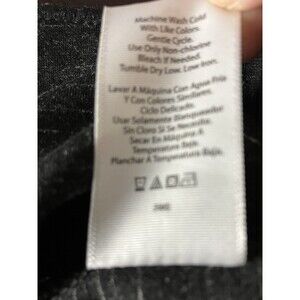 Machine Wash Cold
With Like Colors.
Gentle Cycle.
Use Only Non-chlorine
Bleach If Needed.
Tumble Dry Low. Low Iron.
Lavar A Máquina Con Agua Fría
Y Con Colores Similares.
Ciclo Delicado.
Usar Solamente Blanqueador
Sin Cloro Si Se Necesita.
Secar En Máquina A
Temperatura Baja.
Planchar A Temperatura Baja.